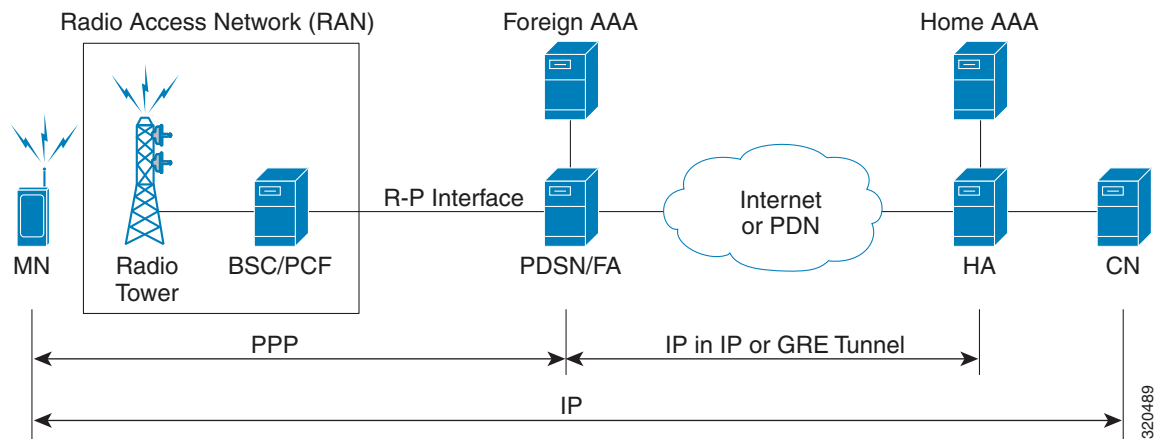 Radio Access Network (RAN)
Foreign AAA
Home AAA
R-P Interface
Internet
or PDN
MN
Radio
Tower
BSC/PCF
PDSN/FA
HA
CN
PPP
IP in IP or GRE Tunnel
IP
320489